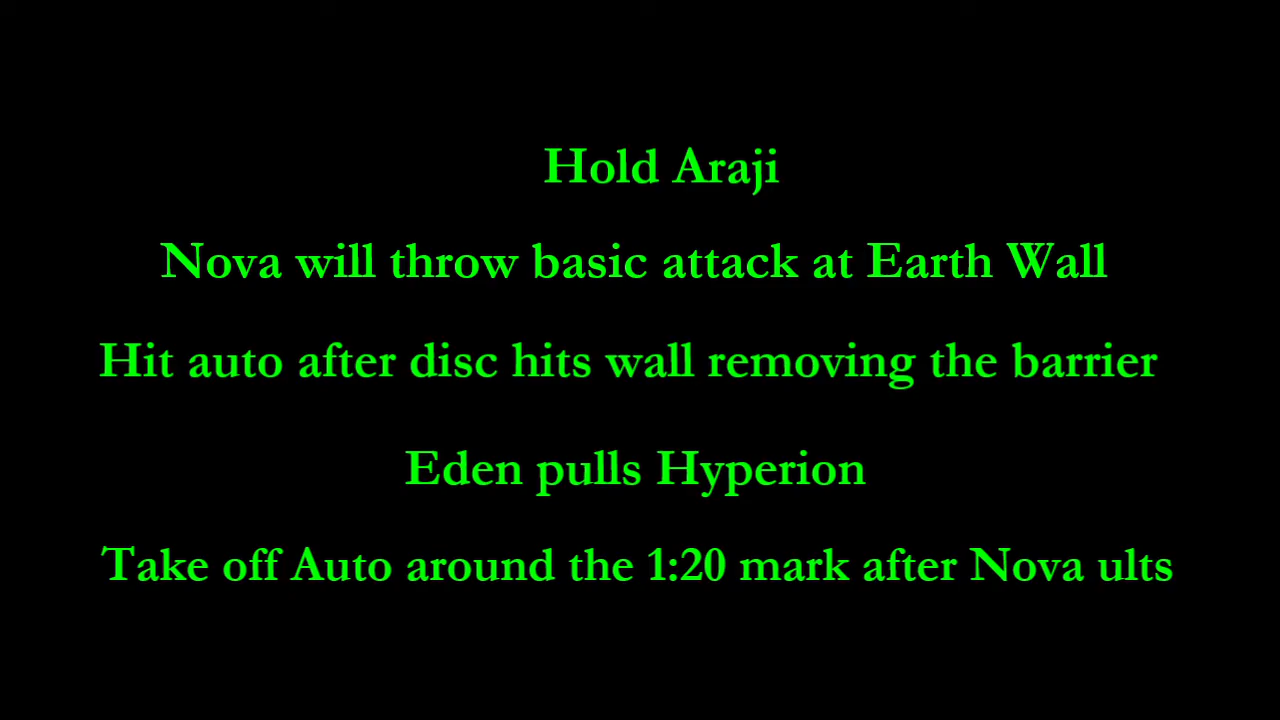 Hold Araji
Nova will throw basic attack at Earth Wall
Hit auto after disc hits wall removing the barrier
Eden pulls Hyperion
Take off Auto around the 1:20 mark after Nova ults